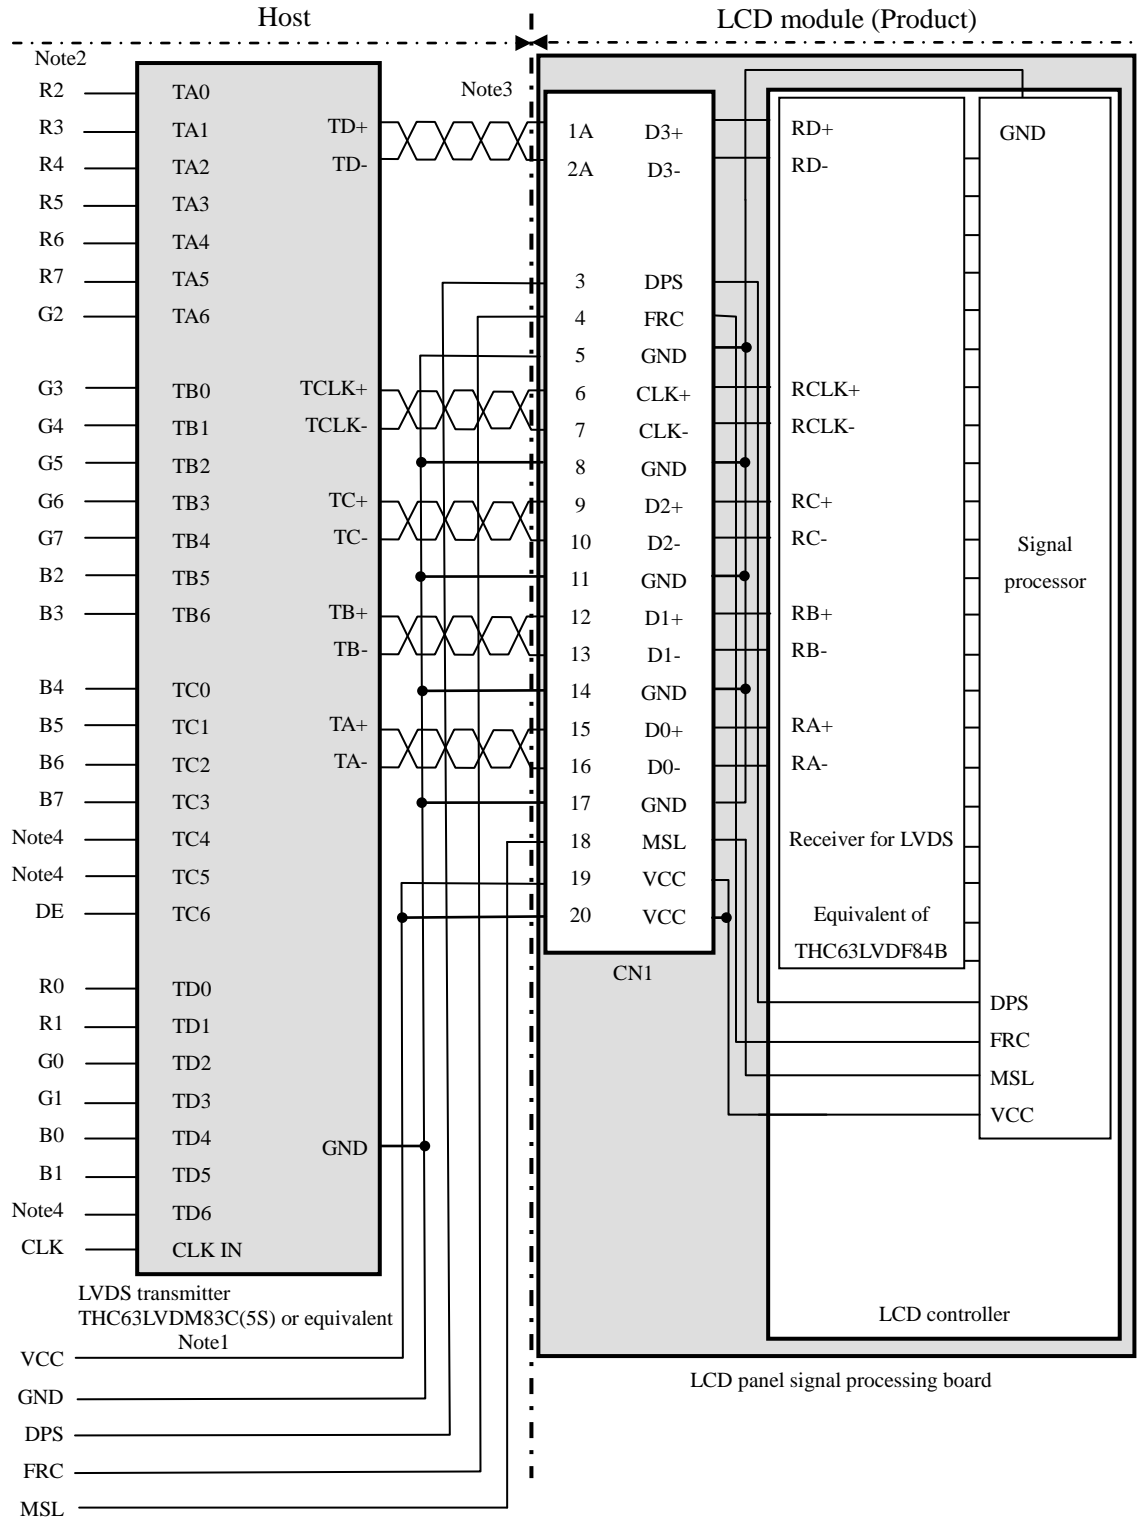 Host
LCD module (Product)
Note2
Note3
R2 TA0
R3 TA1 TD+ 1A D3+ RD+ GND
R4 TA2 TD- 2A D3- RD-
R5 TA3
R6 TA4
R7 TA5 3 DPS
G2 TA6 4 FRC
5 GND
G3 TB0 TCLK+ 6 CLK+ RCLK+
G4 TB1 TCLK- 7 CLK- RCLK-
G5 TB2 8 GND
G6 TB3 TC+ 9 D2+ RC+
G7 TB4 TC- 10 D2- RC- Signal
B2 TB5 11 GND processor
B3 TB6 TB+ 12 D1+ RB+
TB- 13 D1- RB-
B4 TC0 14 GND
B5 TC1 TA+ 15 D0+ RA+
B6 TC2 TA- 16 D0- RA-
B7 TC3 17 GND
Note4 TC4 18 MSL Receiver for LVDS
Note4 TC5 19 VCC
DE TC6 20 VCC Equivalent of
THC63LVDF84B
CN1
R0 TD0 DPS
R1 TD1 FRC
G0 TD2 MSL
G1 TD3 VCC
B0 TD4 GND
B1 TD5
Note4 TD6
CLK CLK IN
LVDS transmitter
THC63LVDM83C(5S) or equivalent
Note1
LCD controller
VCC
LCD panel signal processing board
GND
DPS
FRC
MSL